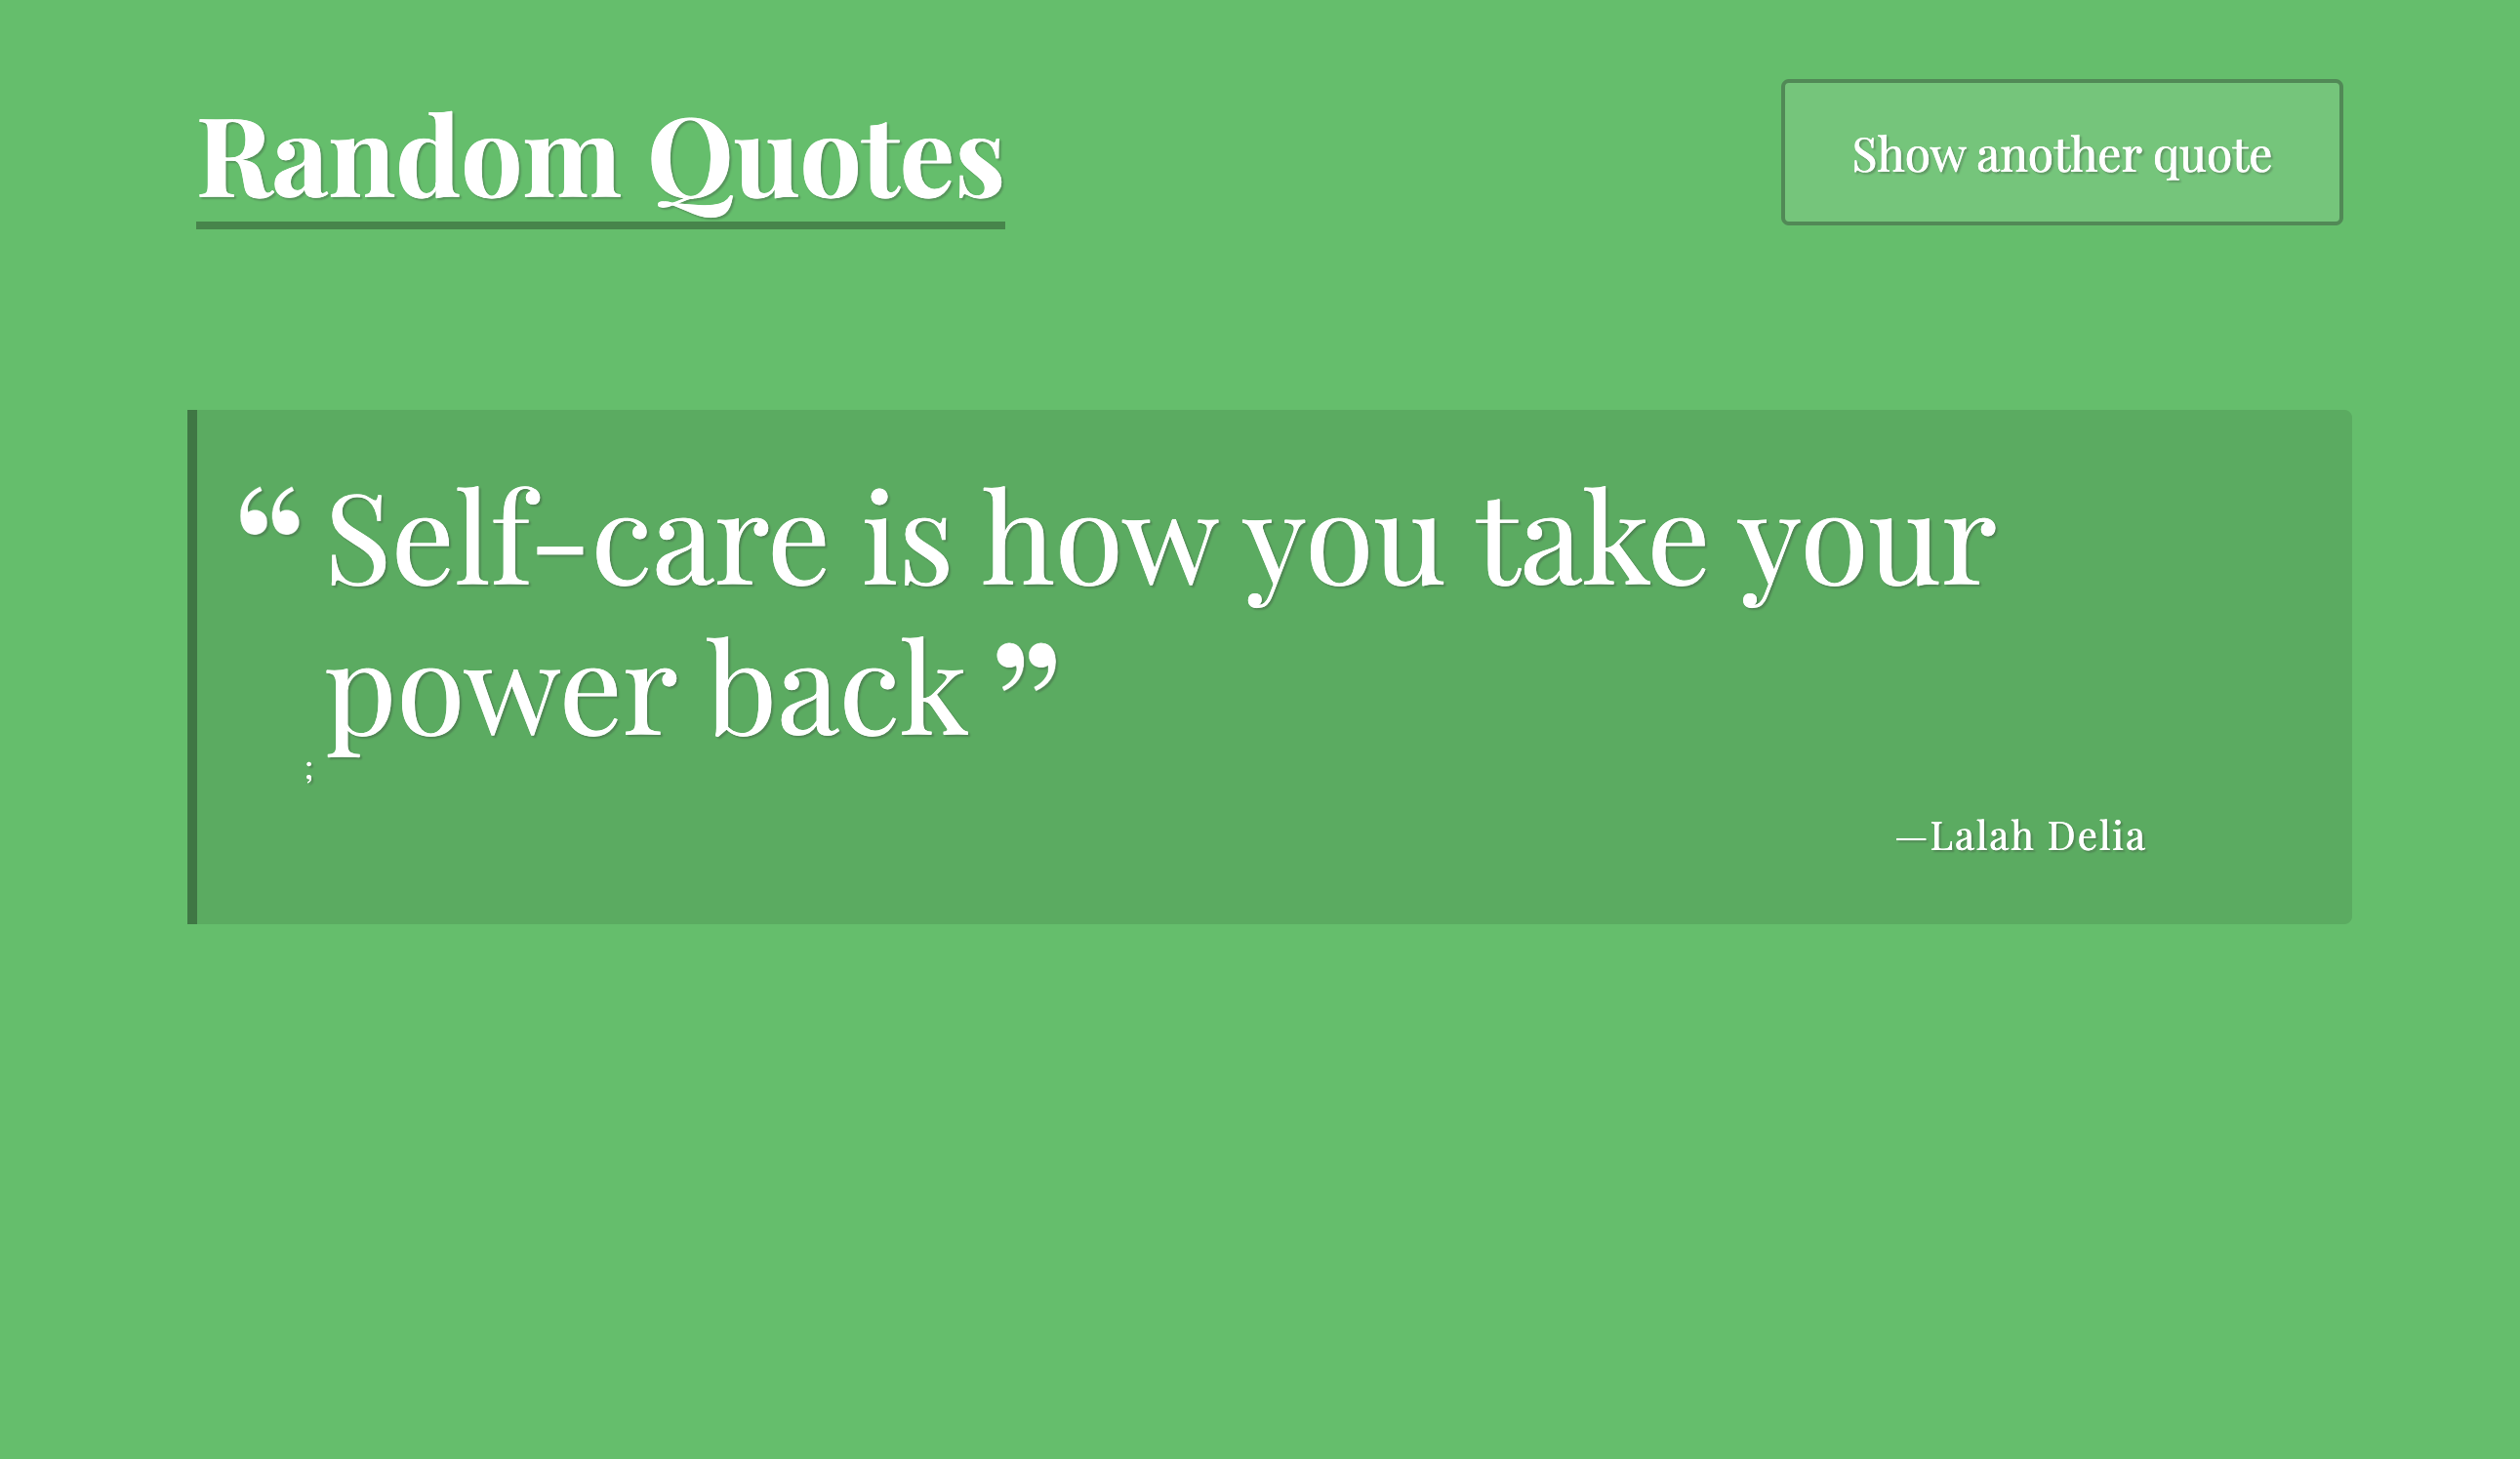 Random Quotes
Show another quote
“Self-care is how you take your
power back”
;
—Lalah Delia